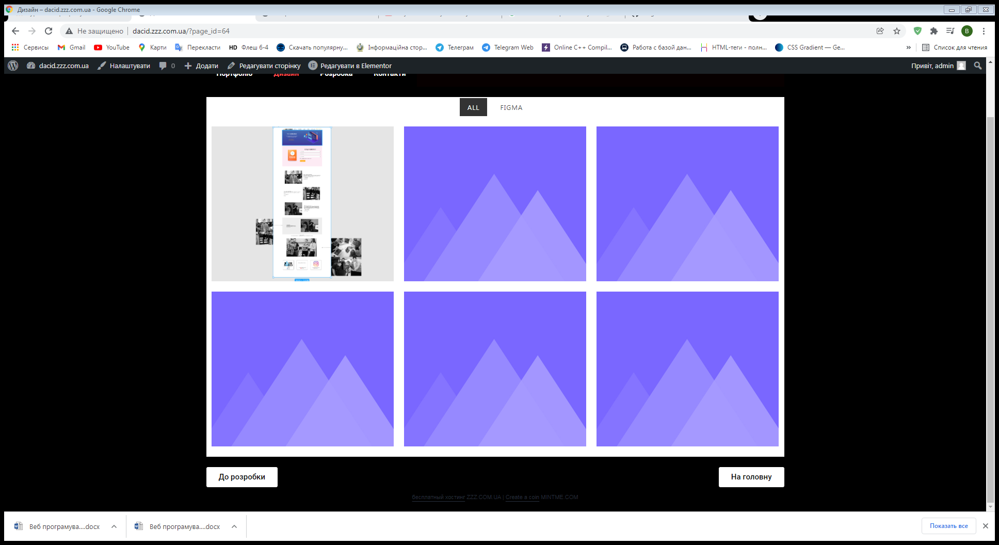 Дизайн – dacid.zzz.com.ua - Google Chrome
Не защищено
dacid.zzz.com.ua/?page_id=64
B
Сервисы
Gmail
YouTube
Карти
Перекласти
HD Флеш 6-4
Скачать популярну...
Інформаційна стор...
Телеграм
Telegram Web
Online C++ Compil...
Работа с базой дан...
HTML-теги - полн...
CSS Gradient — Ge...
»
Список для чтения
dacid.zzz.com.ua
Налаштувати
0
Додати
Редагувати сторінку
Редагувати в Elementor
Привіт, admin
Портфоліо
Дизайн
Розробка
Контакти
ALL
FIGMA
До розробки
На головну
бесплатный хостинг ZZZ.COM.UA | Create a coin MINTME.COM
Веб програмува....docx
Веб програмува....docx
Показать все